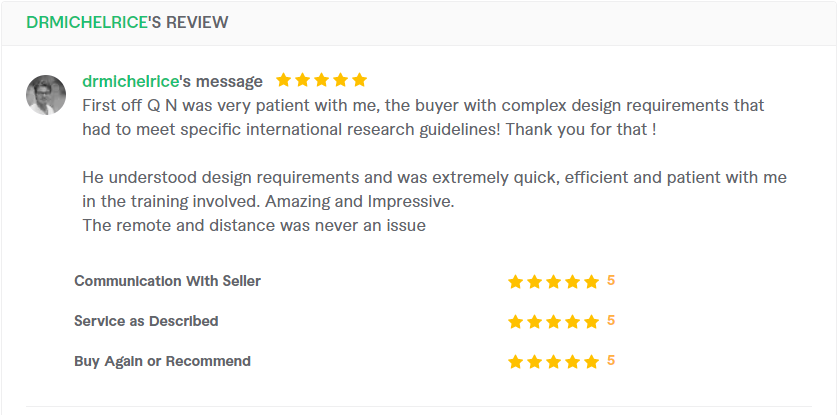 DRMICHELRICE'S REVIEW
drmichelrice's message
First off Q N was very patient with me, the buyer with complex design requirements that
had to meet specific international research guidelines! Thank you for that !
He understood design requirements and was extremely quick, efficient and patient with me
in the training involved. Amazing and Impressive.
The remote and distance was never an issue
Communication With Seller 5
Service as Described 5
Buy Again or Recommend 5